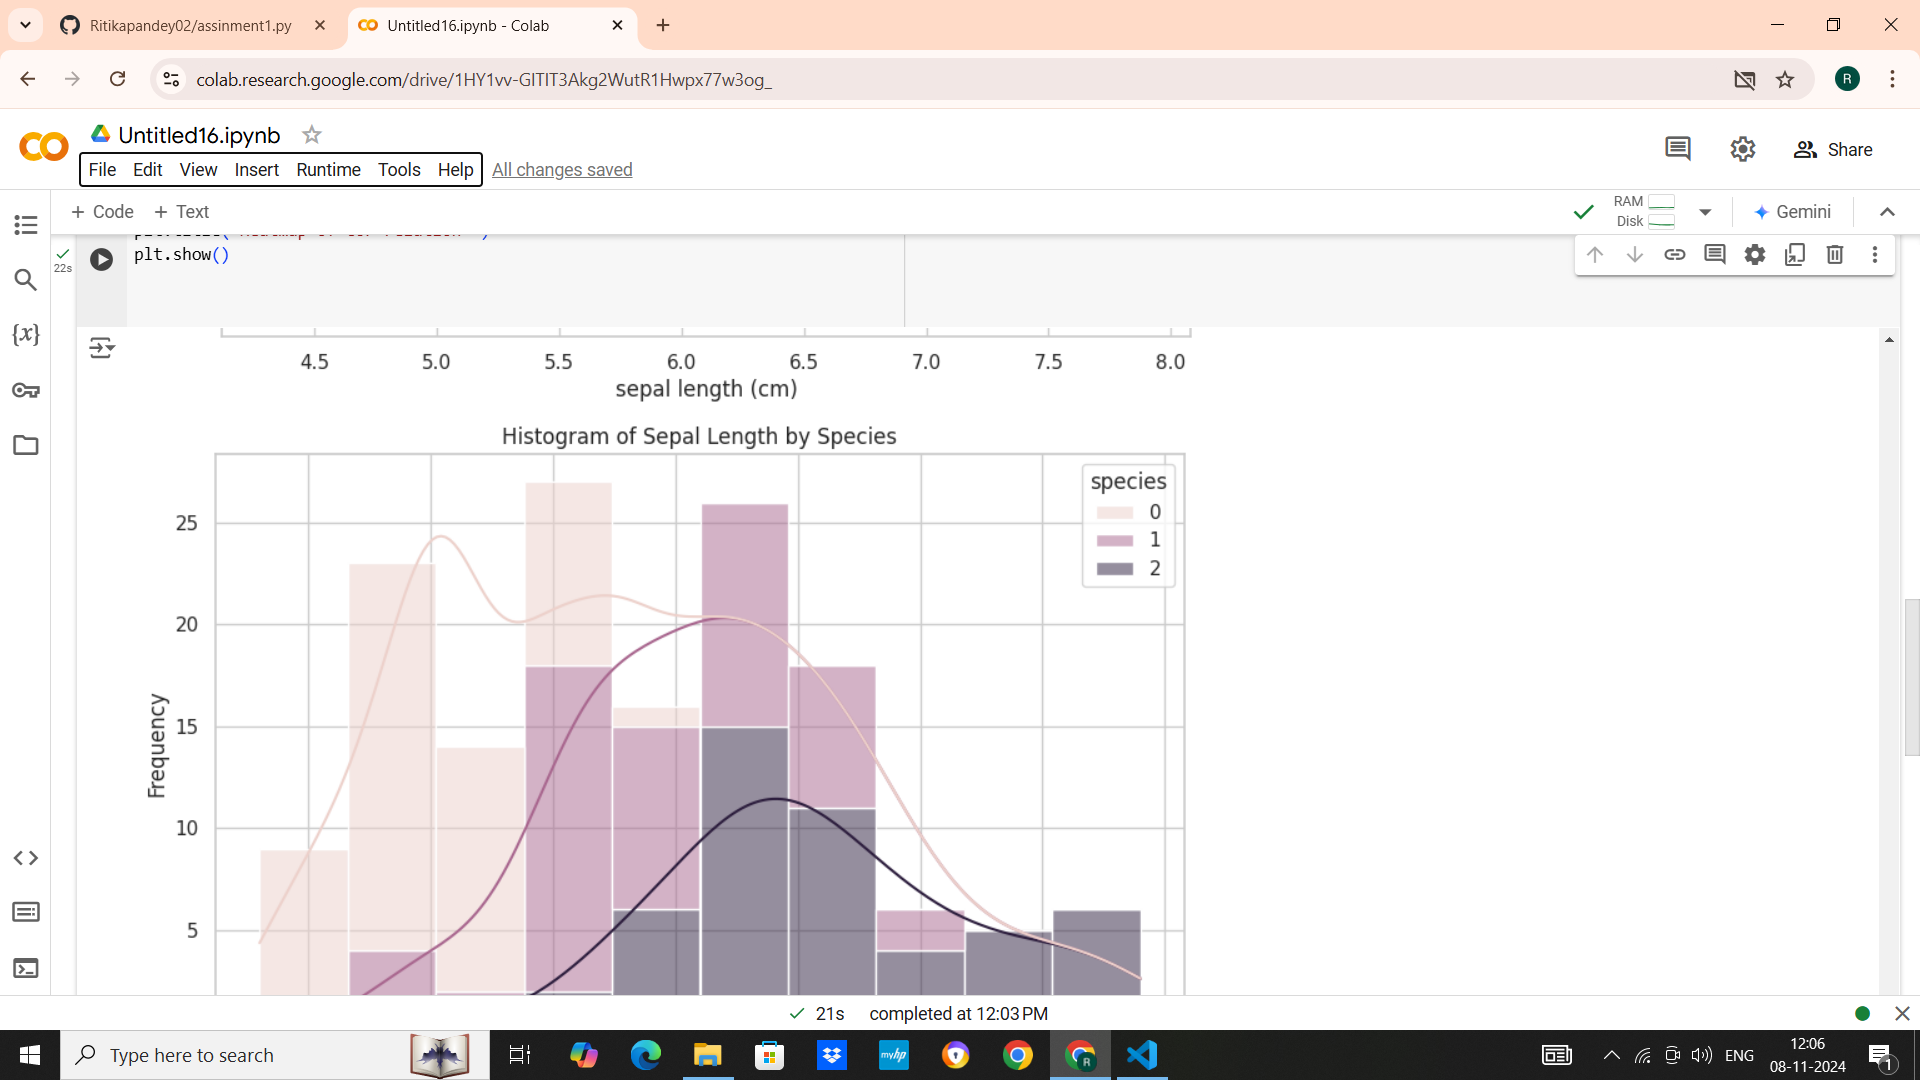 Ritikapandey02/assinment1.py
Untitled16.ipynb - Colab
colab.research.google.com/drive/1HY1vv-GITIT3Akg2WutR1Hwpx77w3og_
R
Untitled16.ipynb
File Edit View Insert Runtime Tools Help All changes saved
Share
+ Code + Text
RAM
Disk
Gemini
plt.show()
22s
{x}
4.5 5.0 5.5 6.0 6.5 7.0 7.5 8.0
sepal length (cm)
Histogram of Sepal Length by Species
species
0
1
2
25
20
15
10
5
Frequency
21s completed at 12:03 PM
Type here to search
myhp
R
ENG
12:06
08-11-2024
1